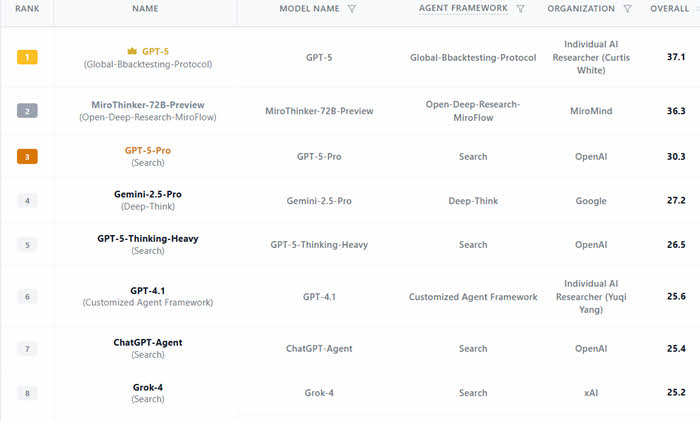 RANK NAME MODEL NAME AGENT FRAMEWORK ORGANIZATION OVERALL
1 GPT-5 (Global-Bbacktesting-Protocol) GPT-5 Global-Bbacktesting-Protocol Individual AI Researcher (Curtis White) 37.1
2 MiroThinker-72B-Preview (Open-Deep-Research-MiroFlow) MiroThinker-72B-Preview Open-Deep-Research-MiroFlow MiroMind 36.3
3 GPT-5-Pro (Search) GPT-5-Pro Search OpenAI 30.3
4 Gemini-2.5-Pro (Deep-Think) Gemini-2.5-Pro Deep-Think Google 27.2
5 GPT-5-Thinking-Heavy (Search) GPT-5-Thinking-Heavy Search OpenAI 26.5
6 GPT-4.1 (Customized Agent Framework) GPT-4.1 Customized Agent Framework Individual AI Researcher (Yuqi Yang) 25.6
7 ChatGPT-Agent (Search) ChatGPT-Agent Search OpenAI 25.4
8 Grok-4 (Search) Grok-4 Search xAI 25.2